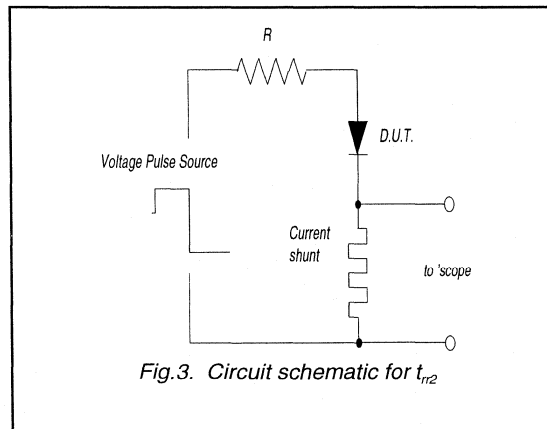 R
D.U.T.
Voltage Pulse Source
Current
shunt
to 'scope
Fig.3. Circuit schematic for trr2